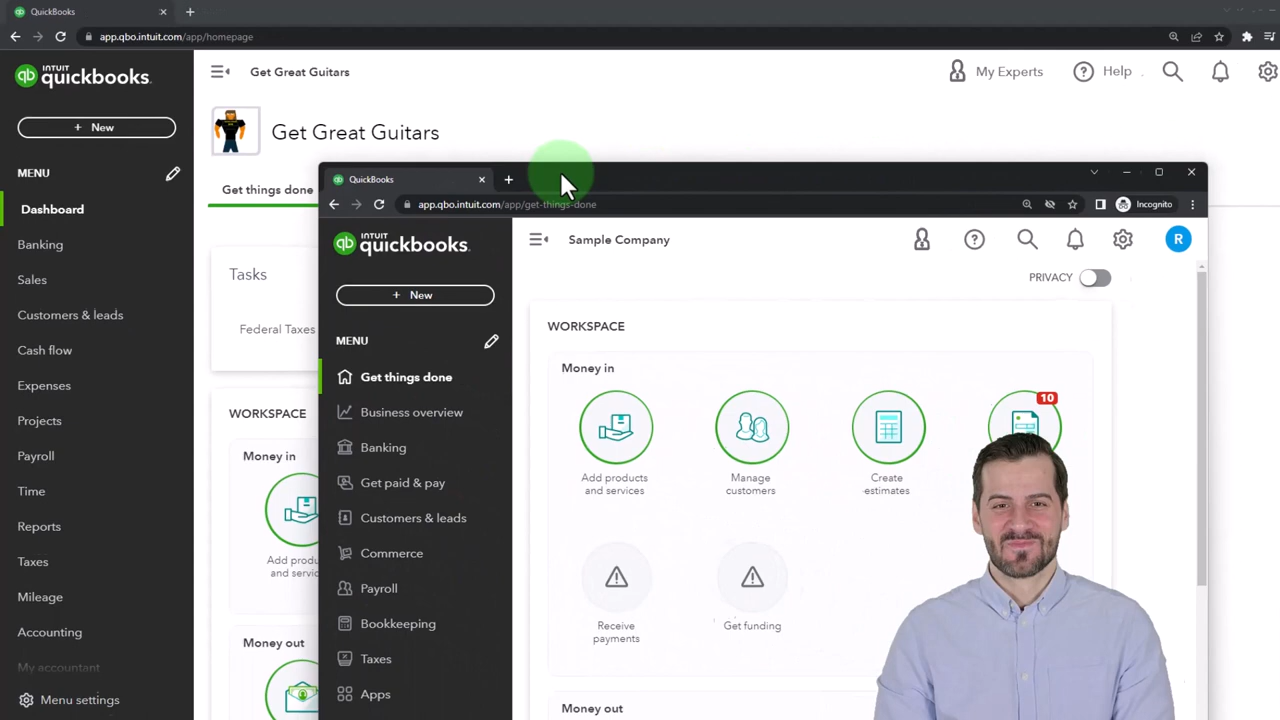 QuickBooks
app.qbo.intuit.com/app/homepage
INTUIT
quickbooks.
Get Great Guitars
My Experts
Help
+ New
Get Great Guitars
MENU
Get things done
Dashboard
Banking
Sales
Customers & leads
Cash flow
Expenses
Projects
Payroll
Time
Reports
Taxes
Mileage
Accounting
My accountant
Menu settings
Tasks
Federal Taxes
WORKSPACE
Money in
Add produ
and servic
Money out
QuickBooks
app.qbo.intuit.com/app/get-things-done
Incognito
INTUIT
quickbooks.
Sample Company
R
+ New
PRIVACY
MENU
Get things done
Business overview
Banking
Get paid & pay
Customers & leads
Commerce
Payroll
Bookkeeping
Taxes
Apps
WORKSPACE
Money in
10
Add products
and services
Manage
customers
Create
estimates
Receive
payments
Get funding
Money out